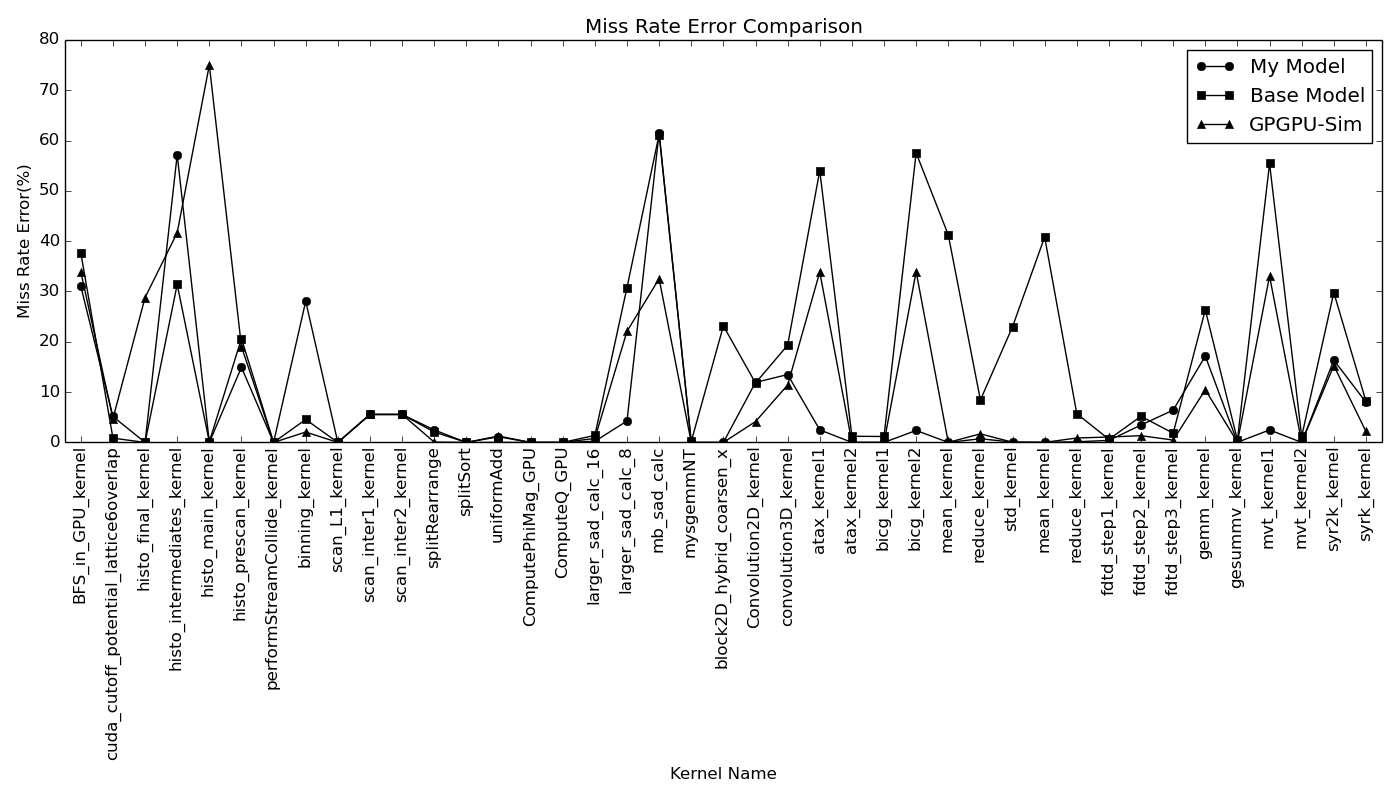 Miss Rate Error Comparison
80
70
60
50
40
30
20
10
0
Miss Rate Error(%)
My Model
Base Model
GPGPU-Sim
BFS_in_GPU_kernel
cuda_cutoff_potential_lattice6overlap
histo_final_kernel
histo_intermediates_kernel
histo_main_kernel
histo_prescan_kernel
performStreamCollide_kernel
binning_kernel
scan_L1_kernel
scan_inter1_kernel
scan_inter2_kernel
splitRearrange
splitSort
uniformAdd
ComputePhiMag_GPU
ComputeQ_GPU
larger_sad_calc_16
larger_sad_calc_8
mb_sad_calc
mysgemmNT
block2D_hybrid_coarsen_x
Convolution2D_kernel
convolution3D_kernel
atax_kernel1
atax_kernel2
bicg_kernel1
bicg_kernel2
mean_kernel
reduce_kernel
std_kernel
mean_kernel
reduce_kernel
fdtd_step1_kernel
fdtd_step2_kernel
fdtd_step3_kernel
gemm_kernel
gesummv_kernel
mvt_kernel1
mvt_kernel2
syr2k_kernel
syrk_kernel
Kernel Name